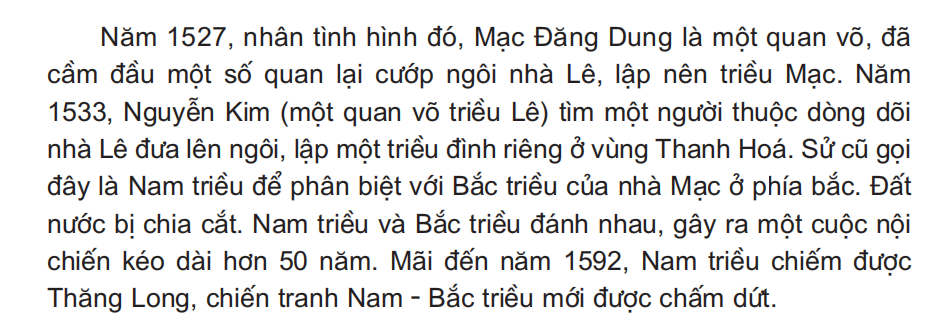 Năm 1527, nhân tình hình đó, Mạc Đăng Dung là một quan võ, đã
cầm đầu một số quan lại cướp ngôi nhà Lê, lập nên triều Mạc. Năm
1533, Nguyễn Kim (một quan võ triều Lê) tìm một người thuộc dòng dõi
nhà Lê đưa lên ngôi, lập một triều đình riêng ở vùng Thanh Hoá. Sử cũ gọi
đây là Nam triều để phân biệt với Bắc triều của nhà Mạc ở phía bắc. Đất
nước bị chia cắt. Nam triều và Bắc triều đánh nhau, gây ra một cuộc nội
chiến kéo dài hơn 50 năm. Mãi đến năm 1592, Nam triều chiếm được
Thăng Long, chiến tranh Nam - Bắc triều mới được chấm dứt.